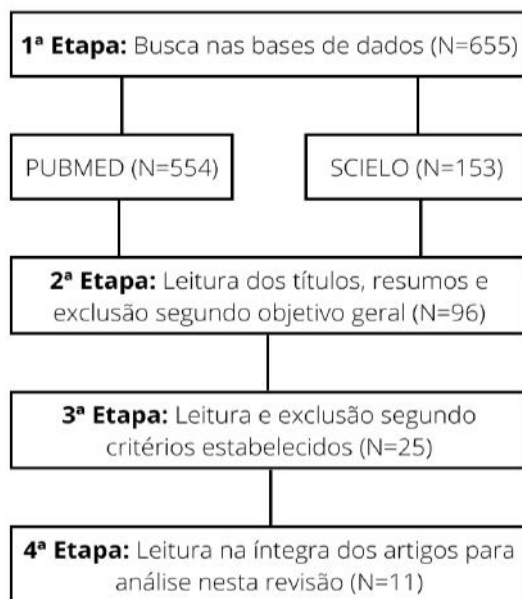 1ª Etapa: Busca nas bases de dados (N=655)
PUBMED (N=554)
SCIELO (N=153)
2ª Etapa: Leitura dos títulos, resumos e
exclusão segundo objetivo geral (N=96)
3ª Etapa: Leitura e exclusão segundo
critérios estabelecidos (N=25)
4ª Etapa: Leitura na íntegra dos artigos para
análise nesta revisão (N=11)